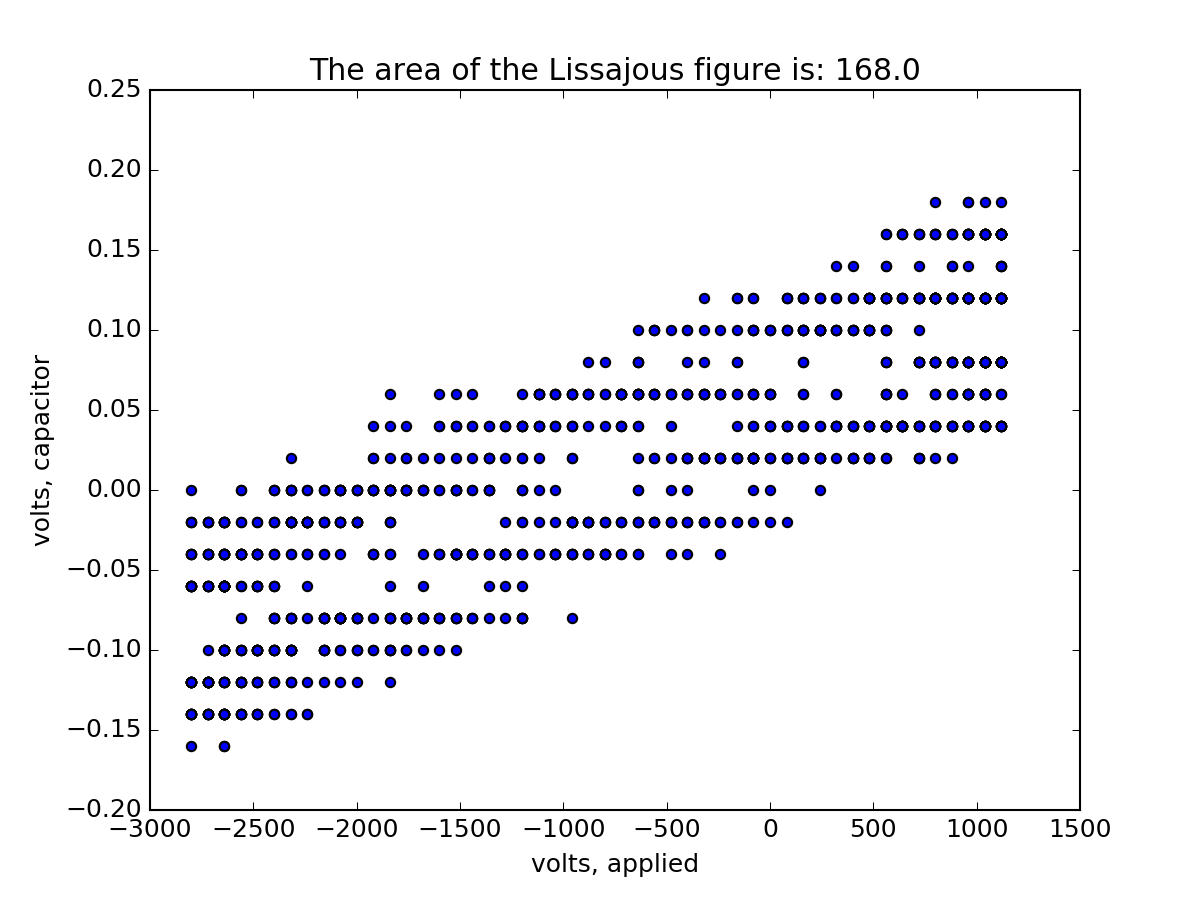 The area of the Lissajous figure is: 168.0
0.25
0.20
0.15
0.10
0.05
0.00
−0.05
−0.10
−0.15
−0.20
volts, capacitor
−3000 −2500 −2000 −1500 −1000 −500 0 500 1000 1500
volts, applied